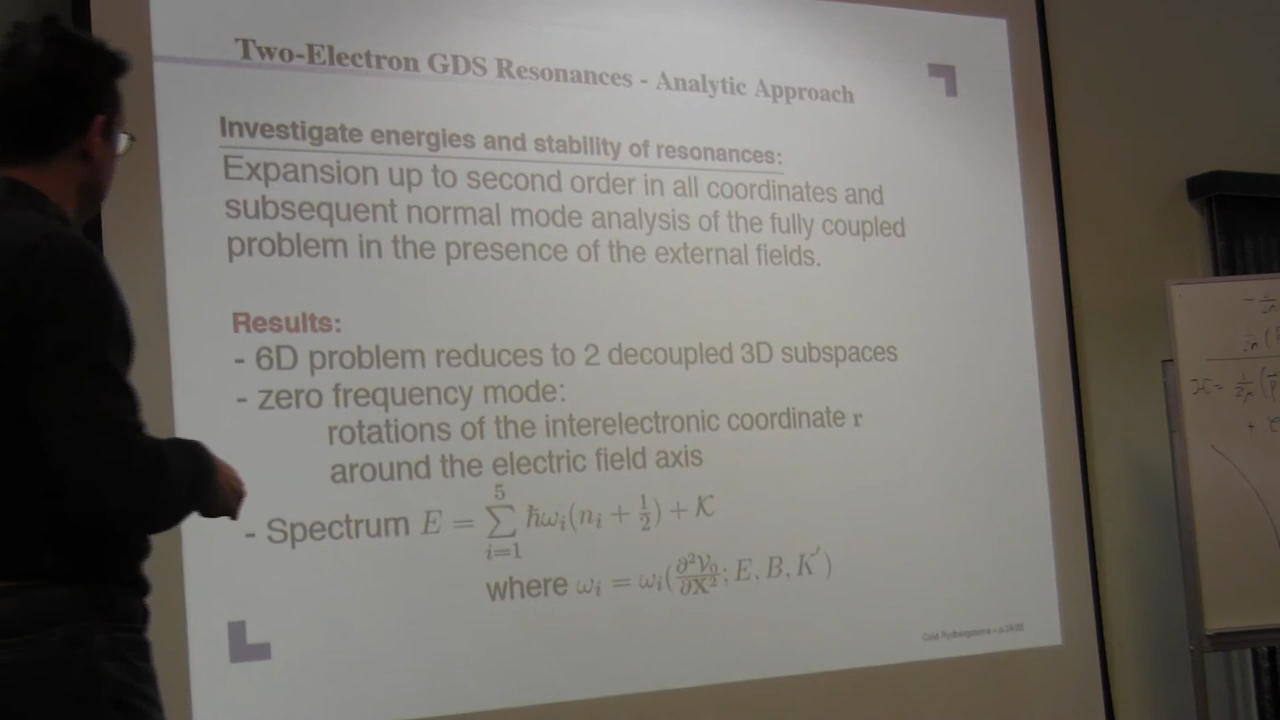 Two-Electron GDS Resonances - Analytic Approach
Investigate energies and stability of resonances:
Expansion up to second order in all coordinates and
subsequent normal mode analysis of the fully coupled
problem in the presence of the external fields.
Results:
- 6D problem reduces to 2 decoupled 3D subspaces
- zero frequency mode:
rotations of the interelectronic coordinate r
around the electric field axis
- Spectrum E = ∑_{i=1}^{5} ħω_i(n_i + 1/2) + 𝒦
where ω_i = ω_i(∂²𝒱₀/∂X²; E, B, K′)
Cold Rydbergatoms – p.